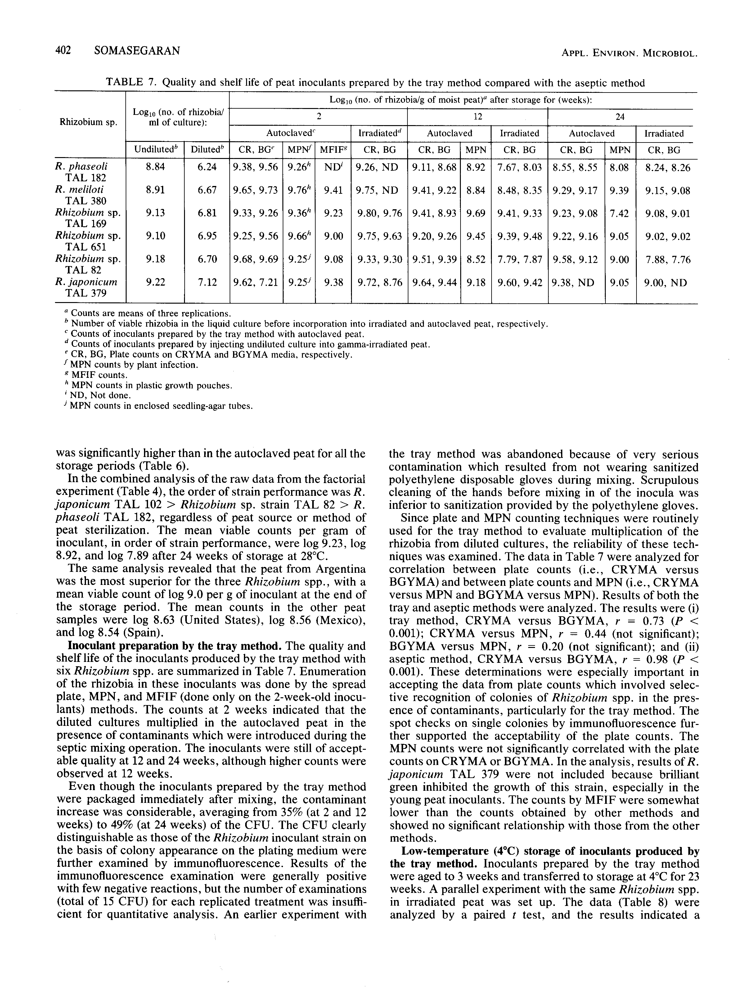 402 SOMASEGARAN
APPL. ENVIRON. MICROBIOL.
TABLE 7. Quality and shelf life of peat inoculants prepared by the tray method compared with the aseptic method
Rhizobium sp.
Log10 (no. of rhizobia/
ml of culture):
Log10 (no. of rhizobia/g of moist peat)a after storage for (weeks):
2 12 24
Autoclavedc Irradiatedd Autoclaved Irradiated Autoclaved Irradiated
Undilutedb Dilutedb CR, BGe MPNf MFIFg CR, BG CR, BG MPN CR, BG CR, BG MPN CR, BG
R. phaseoli 8.84 6.24 9.38, 9.56 9.26h NDi 9.26, ND 9.11, 8.68 8.92 7.67, 8.03 8.55, 8.55 8.08 8.24, 8.26
TAL 182
R. meliloti 8.91 6.67 9.65, 9.73 9.76h 9.41 9.75, ND 9.41, 9.22 8.84 8.48, 8.35 9.29, 9.17 9.39 9.15, 9.08
TAL 380
Rhizobium sp. 9.13 6.81 9.33, 9.26 9.36h 9.23 9.80, 9.76 9.41, 8.93 9.69 9.41, 9.33 9.23, 9.08 7.42 9.08, 9.01
TAL 169
Rhizobium sp. 9.10 6.95 9.25, 9.56 9.66h 9.00 9.75, 9.63 9.20, 9.26 9.45 9.39, 9.48 9.22, 9.16 9.05 9.02, 9.02
TAL 651
Rhizobium sp. 9.18 6.70 9.68, 9.69 9.25j 9.08 9.33, 9.30 9.51, 9.39 8.52 7.79, 7.87 9.58, 9.12 9.00 7.88, 7.76
TAL 82
R. japonicum 9.22 7.12 9.62, 7.21 9.25j 9.38 9.72, 8.76 9.64, 9.44 9.18 9.60, 9.42 9.38, ND 9.05 9.00, ND
TAL 379
a Counts are means of three replications.
b Number of viable rhizobia in the liquid culture before incorporation into irradiated and autoclaved peat, respectively.
c Counts of inoculants prepared by the tray method with autoclaved peat.
d Counts of inoculants prepared by injecting undiluted culture into gamma-irradiated peat.
e CR, BG, Plate counts on CRYMA and BGYMA media, respectively.
f MPN counts by plant infection.
g MFIF counts.
h MPN counts in plastic growth pouches.
i ND, Not done.
j MPN counts in enclosed seedling-agar tubes.
was significantly higher than in the autoclaved peat for all the
storage periods (Table 6).
In the combined analysis of the raw data from the factorial
experiment (Table 4), the order of strain performance was R.
japonicum TAL 102 > Rhizobium sp. strain TAL 82 > R.
phaseoli TAL 182, regardless of peat source or method of
peat sterilization. The mean viable counts per gram of
inoculant, in order of strain performance, were log 9.23, log
8.92, and log 7.89 after 24 weeks of storage at 28°C.
The same analysis revealed that the peat from Argentina
was the most superior for the three Rhizobium spp., with a
mean viable count of log 9.0 per g of inoculant at the end of
the storage period. The mean counts in the other peat
samples were log 8.63 (United States), log 8.56 (Mexico),
and log 8.54 (Spain).
Inoculant preparation by the tray method. The quality and
shelf life of the inoculants produced by the tray method with
six Rhizobium spp. are summarized in Table 7. Enumeration
of the rhizobia in these inoculants was done by the spread
plate, MPN, and MFIF (done only on the 2-week-old inocu-
lants) methods. The counts at 2 weeks indicated that the
diluted cultures multiplied in the autoclaved peat in the
presence of contaminants which were introduced during the
septic mixing operation. The inoculants were still of accept-
able quality at 12 and 24 weeks, although higher counts were
observed at 12 weeks.
Even though the inoculants prepared by the tray method
were packaged immediately after mixing, the contaminant
increase was considerable, averaging from 35% (at 2 and 12
weeks) to 49% (at 24 weeks) of the CFU. The CFU clearly
distinguishable as those of the Rhizobium inoculant strain on
the basis of colony appearance on the plating medium were
further examined by immunofluorescence. Results of the
immunofluorescence examination were generally positive
with few negative reactions, but the number of examinations
(total of 15 CFU) for each replicated treatment was insuffi-
cient for quantitative analysis. An earlier experiment with
the tray method was abandoned because of very serious
contamination which resulted from not wearing sanitized
polyethylene disposable gloves during mixing. Scrupulous
cleaning of the hands before mixing in of the inocula was
inferior to sanitization provided by the polyethylene gloves.
Since plate and MPN counting techniques were routinely
used for the tray method to evaluate multiplication of the
rhizobia from diluted cultures, the reliability of these tech-
niques was examined. The data in Table 7 were analyzed for
correlation between plate counts (i.e., CRYMA versus
BGYMA) and between plate counts and MPN (i.e., CRYMA
versus MPN and BGYMA versus MPN). Results of both the
tray and aseptic methods were analyzed. The results were (i)
tray method, CRYMA versus BGYMA, r = 0.73 (P <
0.001); CRYMA versus MPN, r = 0.44 (not significant);
BGYMA versus MPN, r = 0.20 (not significant); and (ii)
aseptic method, CRYMA versus BGYMA, r = 0.98 (P <
0.001). These determinations were especially important in
accepting the data from plate counts which involved selec-
tive recognition of colonies of Rhizobium spp. in the pres-
ence of contaminants, particularly for the tray method. The
spot checks on single colonies by immunofluorescence fur-
ther supported the acceptability of the plate counts. The
MPN counts were not significantly correlated with the plate
counts on CRYMA or BGYMA. In the analysis, results of R.
japonicum TAL 379 were not included because brilliant
green inhibited the growth of this strain, especially in the
young peat inoculants. The counts by MFIF were somewhat
lower than the counts obtained by other methods and
showed no significant relationship with those from the other
methods.
Low-temperature (4°C) storage of inoculants produced by
the tray method. Inoculants prepared by the tray method
were aged to 3 weeks and transferred to storage at 4°C for 23
weeks. A parallel experiment with the same Rhizobium spp.
in irradiated peat was set up. The data (Table 8) were
analyzed by a paired t test, and the results indicated a